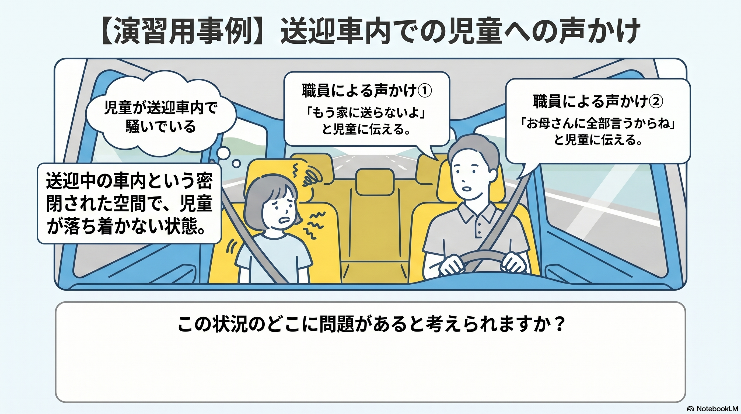 【演習用事例】送迎車内での児童への声かけ
児童が送迎車内で
騒いでいる
職員による声かけ①
「もう家に送らないよ」
と児童に伝える。
職員による声かけ②
「お母さんに全部言うからね」
と児童に伝える。
送迎中の車内という密
閉された空間で、児童
が落ち着かない状態。
この状況のどこに問題があると考えられますか？
NotebookLM